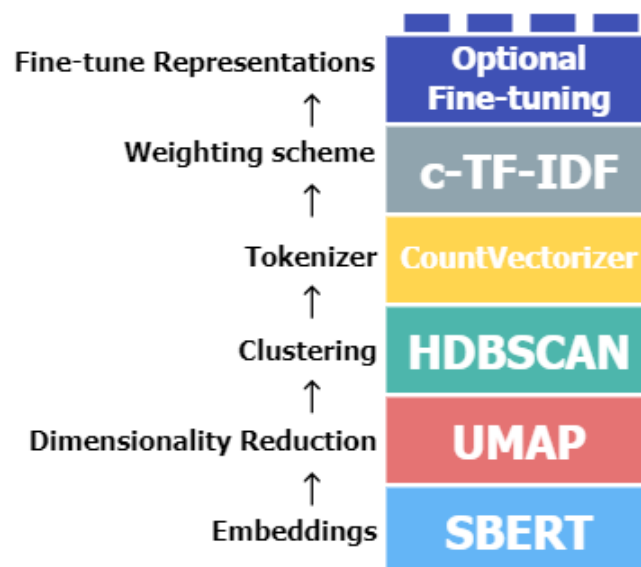 Fine-tune Representations
Optional
Fine-tuning
↑
Weighting scheme
c-TF-IDF
↑
Tokenizer
CountVectorizer
↑
Clustering
HDBSCAN
↑
Dimensionality Reduction
UMAP
↑
Embeddings
SBERT